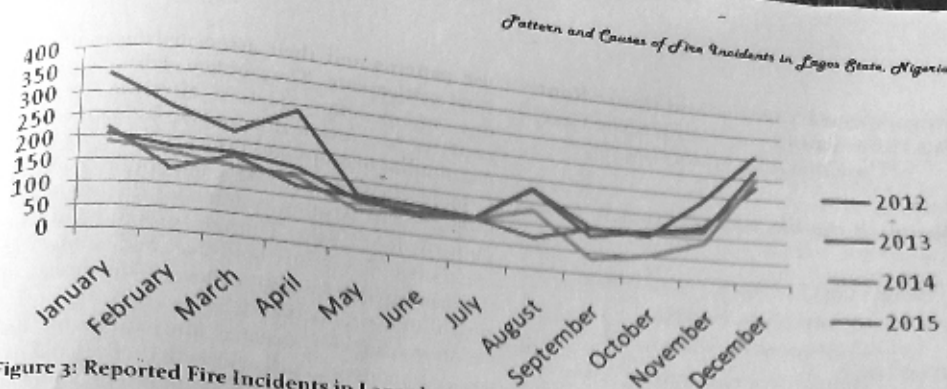 Pattern and Causes of Fire Incidents in Lagos State, Nigeria
400
350
300
250
200
150
100
50
0
January
February
March
April
May
June
July
August
September
October
November
December
2012
2013
2014
2015
Figure 3: Reported Fire Incidents in